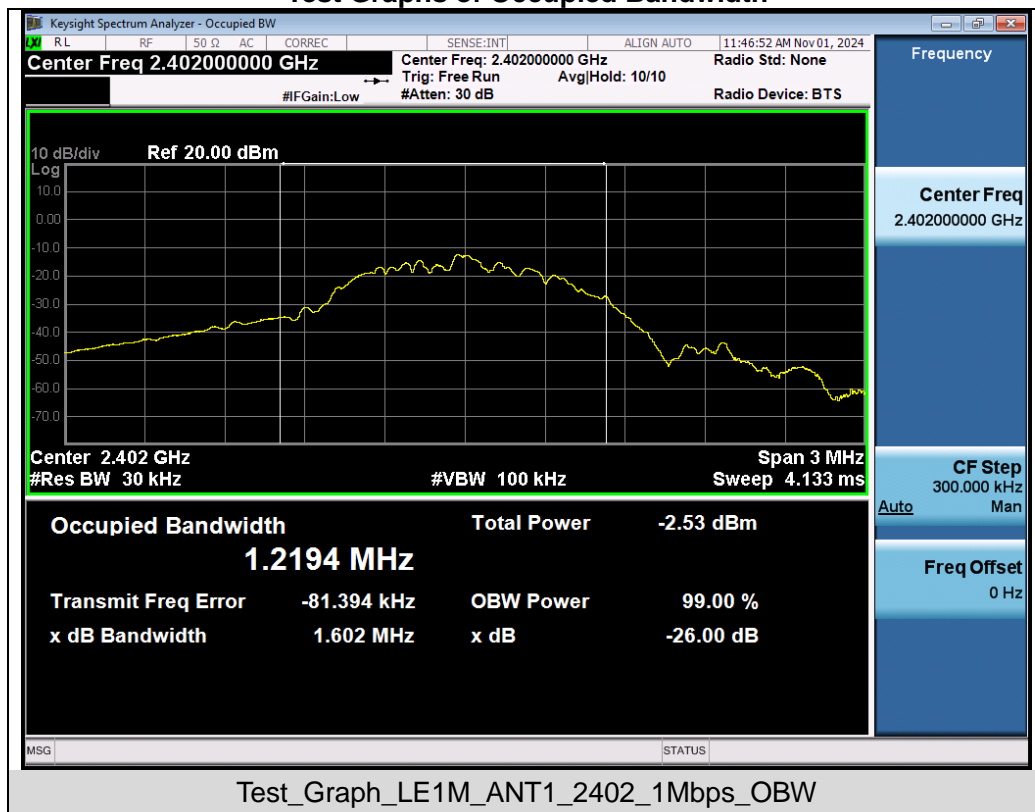 Test Graphs of Occupied Bandwidth
Keysight Spectrum Analyzer - Occupied BW
LXI RL RF 50 Ω AC CORREC SENSE:INT ALIGN AUTO 11:46:52 AM Nov 01, 2024
Center Freq 2.402000000 GHz
Center Freq: 2.402000000 GHz
Radio Std: None
Trig: Free Run Avg|Hold: 10/10
#IFGain:Low #Atten: 30 dB Radio Device: BTS
10 dB/div Ref 20.00 dBm
Log
10.0
0.00
-10.0
-20.0
-30.0
-40.0
-50.0
-60.0
-70.0
Center 2.402 GHz Span 3 MHz
#Res BW 30 kHz #VBW 100 kHz Sweep 4.133 ms
Occupied Bandwidth Total Power -2.53 dBm
1.2194 MHz
Transmit Freq Error -81.394 kHz OBW Power 99.00 %
x dB Bandwidth 1.602 MHz x dB -26.00 dB
MSG STATUS
Frequency
Center Freq
2.402000000 GHz
CF Step
300.000 kHz
Auto Man
Freq Offset
0 Hz
Test_Graph_LE1M_ANT1_2402_1Mbps_OBW